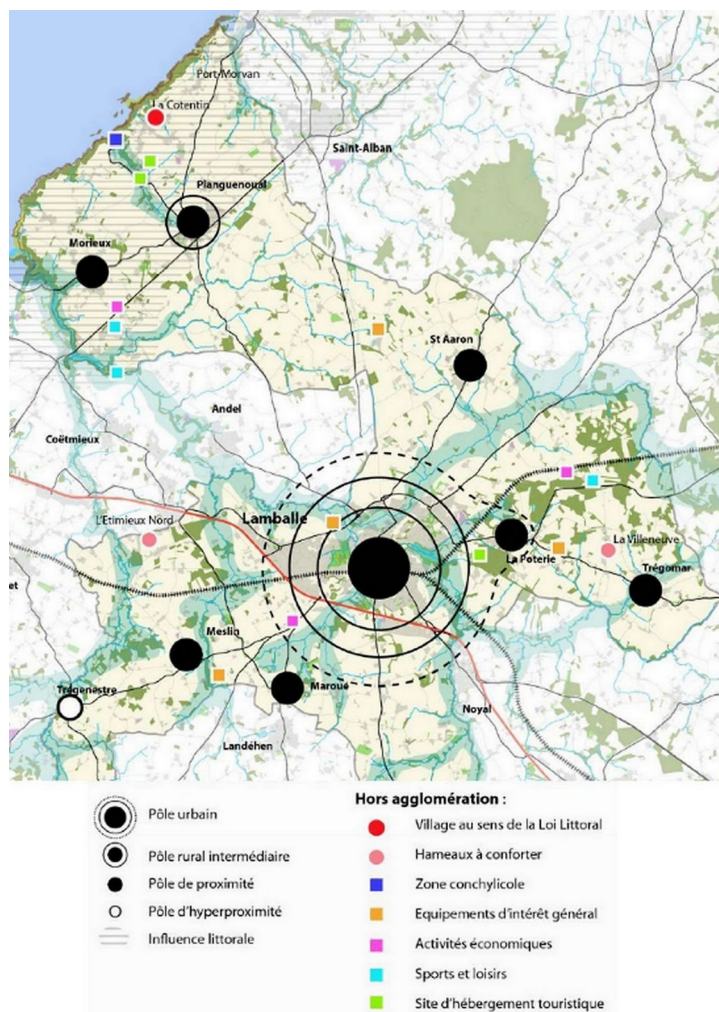 Port-Morvan
La Cotentin
Saint-Alban
Planguenoual
Morieux
St Aaron
Andel
Coëtmieux
Lamballe
L'Etimieux Nord
La Villeneuve
La Poterie
Trégomar
et
Meslin
Trégenestre
Maroué
Noyal
Landéhen
Pôle urbain
Pôle rural intermédiaire
Pôle de proximité
Pôle d'hyperproximité
Influence littorale
Hors agglomération :
Village au sens de la Loi Littoral
Hameaux à conforter
Zone conchylicole
Equipements d'intérêt général
Activités économiques
Sports et loisirs
Site d'hébergement touristique